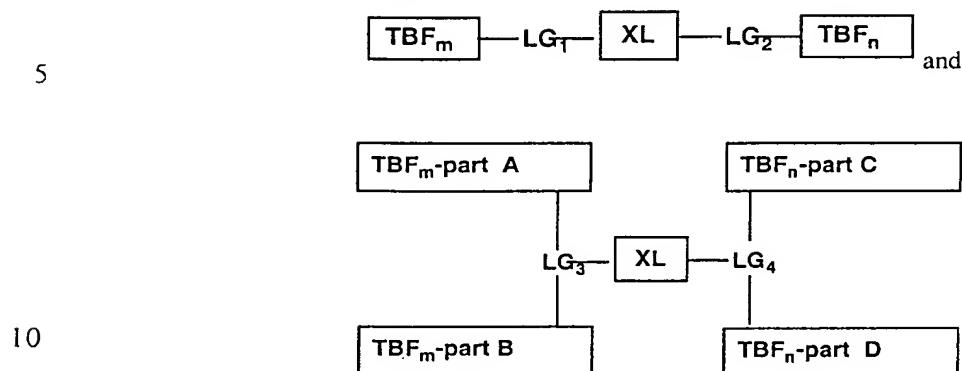 TBFm LG1 XL LG2 TBFn and
5
TBFm-part A TBFn-part C
LG3 XL LG4
10
TBFm-part B TBFn-part D